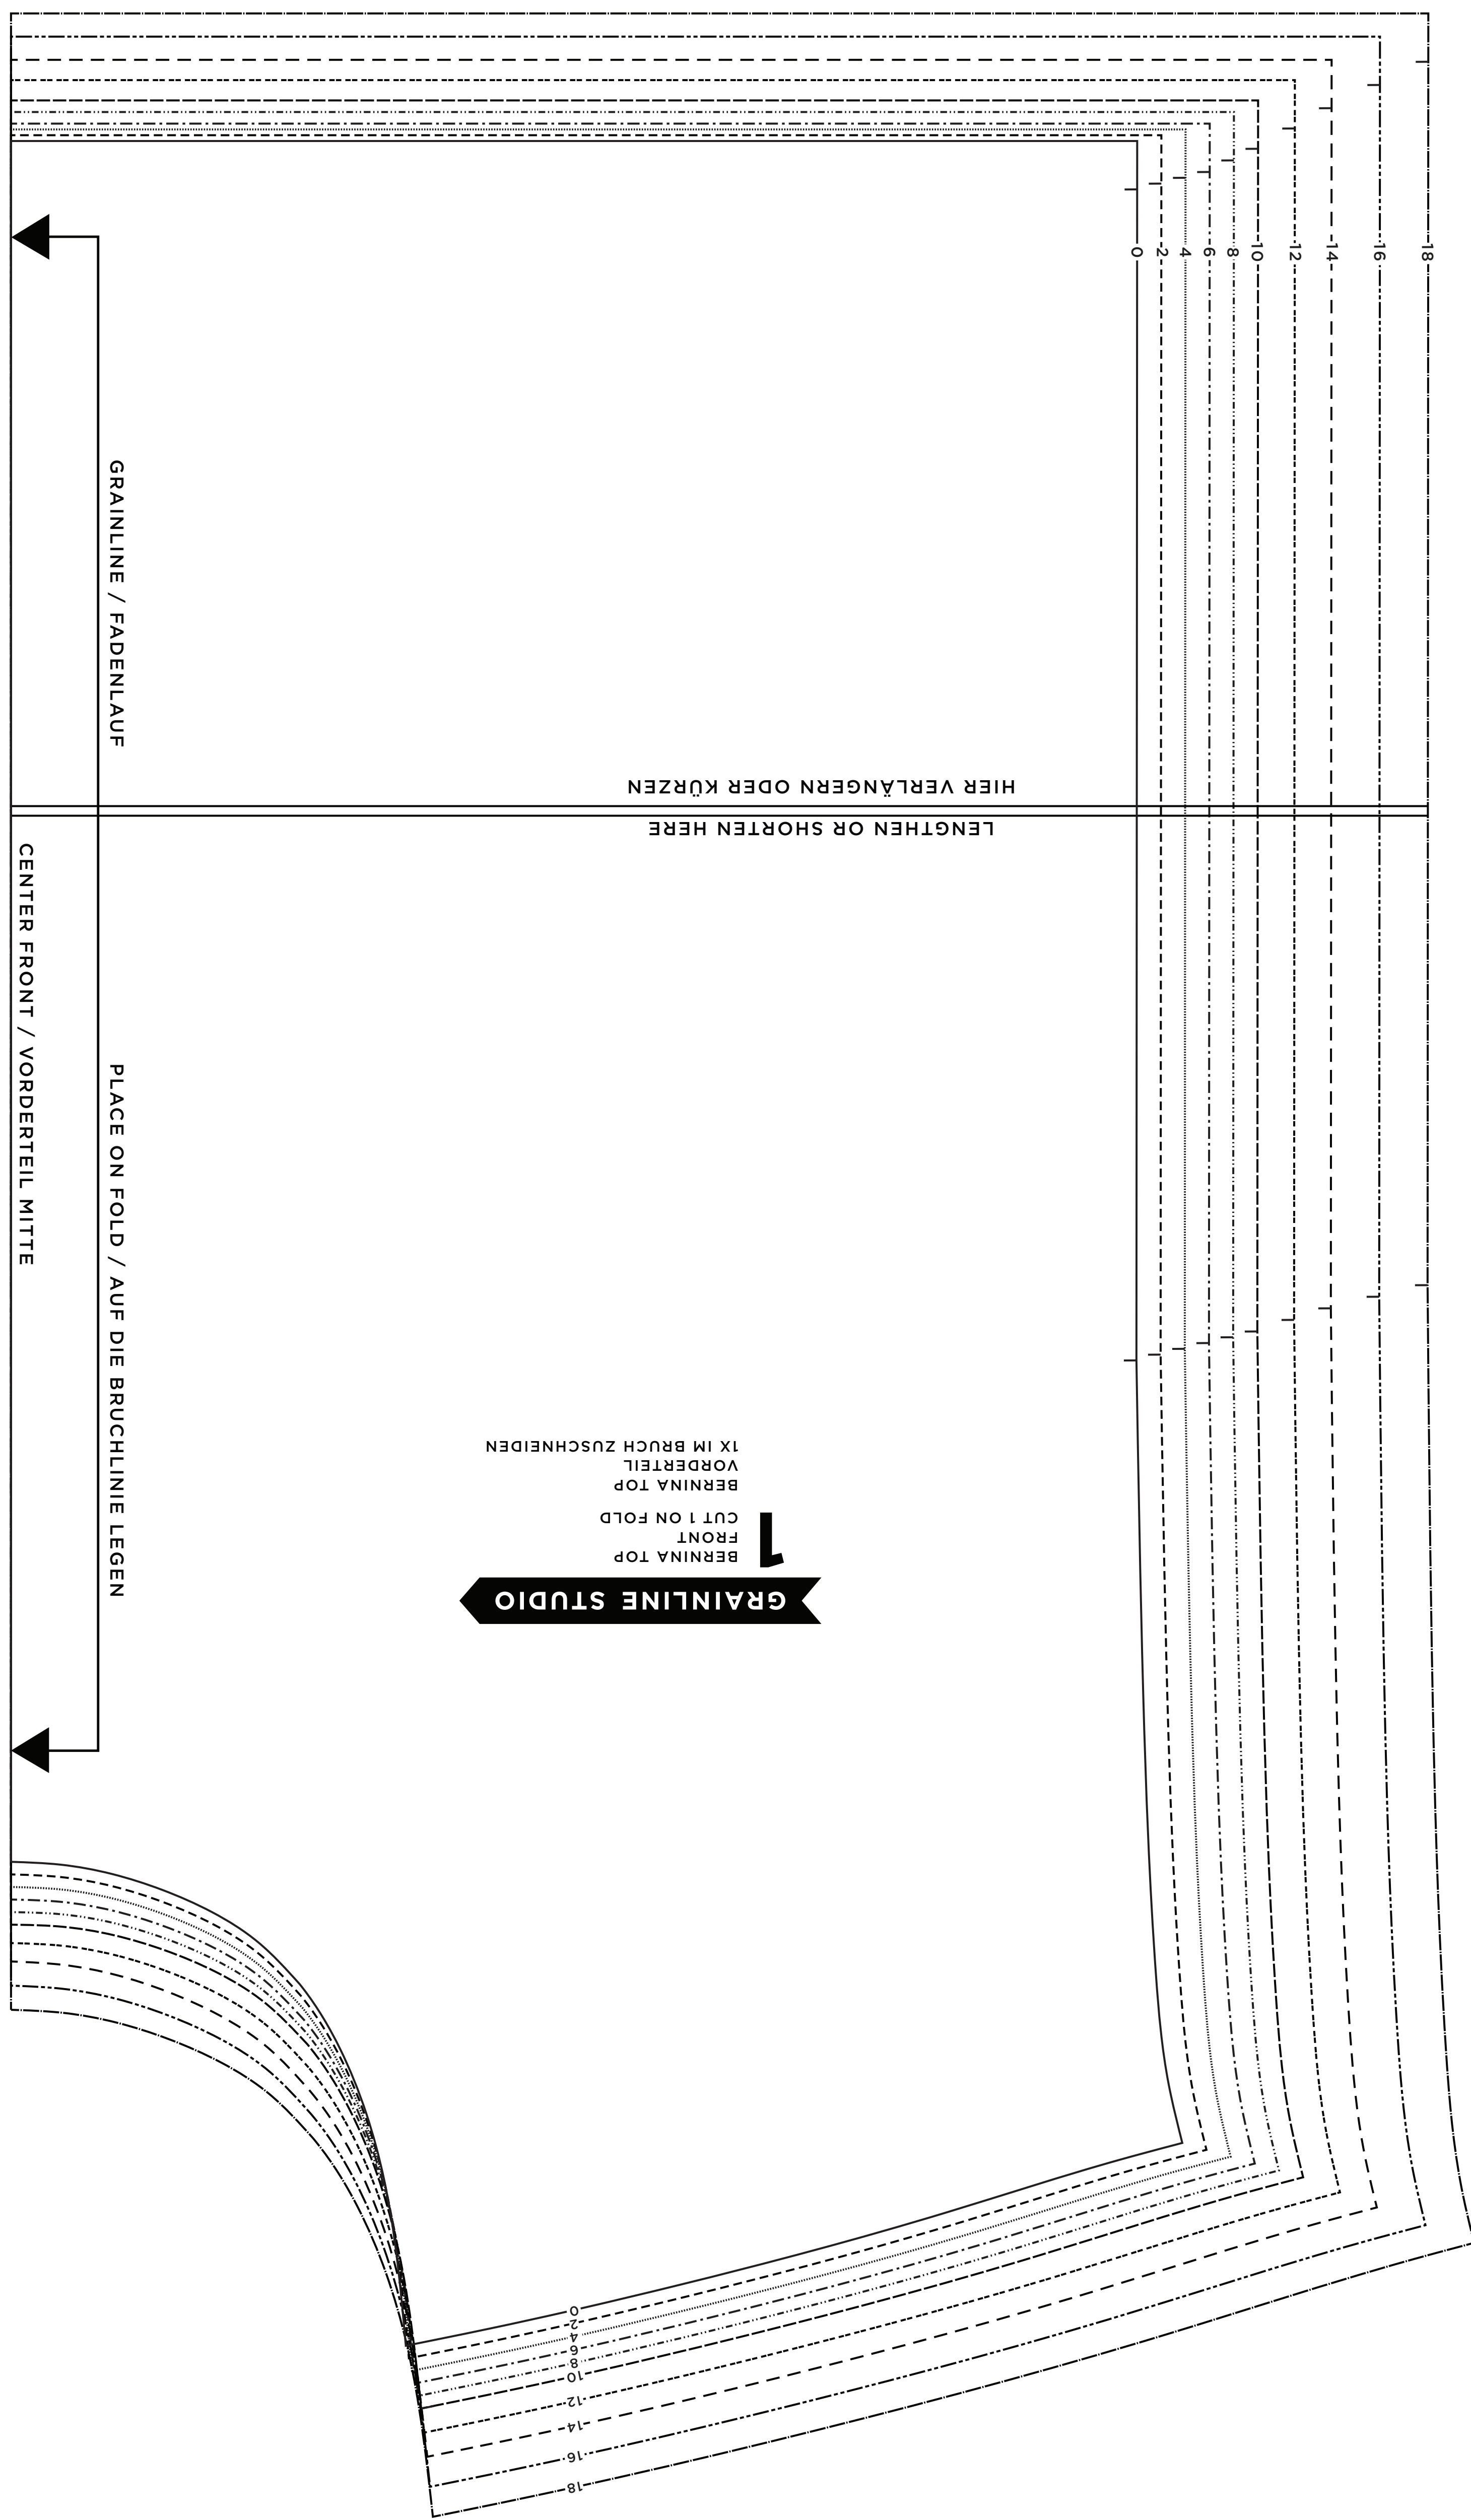 0
2
4
6
8
10
12
14
16
18
GRAINLINE / FADENLAUF
HIER VERLÄNGERN ODER KÜRZEN
LENGTHEN OR SHORTEN HERE
CENTER FRONT / VORDERTEIL MITTE
PLACE ON FOLD / AUF DIE BRUCHLINIE LEGEN
GRAINLINE STUDIO
1
BERNINA TOP
FRONT
CUT 1 ON FOLD
BERNINA TOP
VORDERTEIL
1X IM BRUCH ZUSCHNEIDEN
0
2
4
6
8
10
12
14
16
18